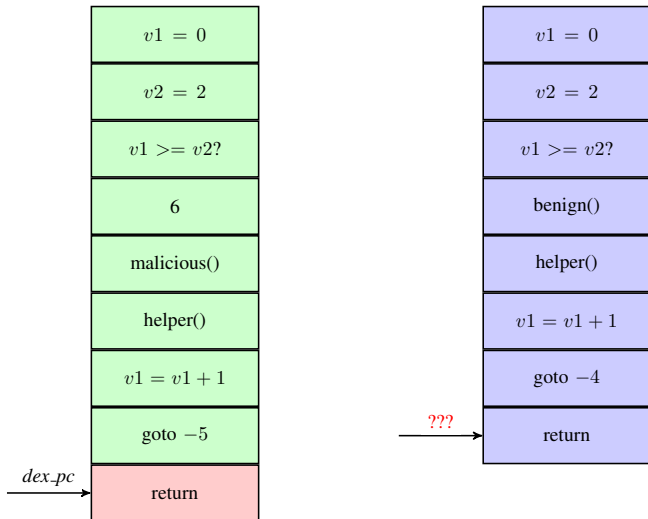 v1 = 0
v2 = 2
v1 >= v2?
6
malicious()
helper()
v1 = v1 + 1
goto −5
dex_pc
return
v1 = 0
v2 = 2
v1 >= v2?
benign()
helper()
v1 = v1 + 1
goto −4
???
return